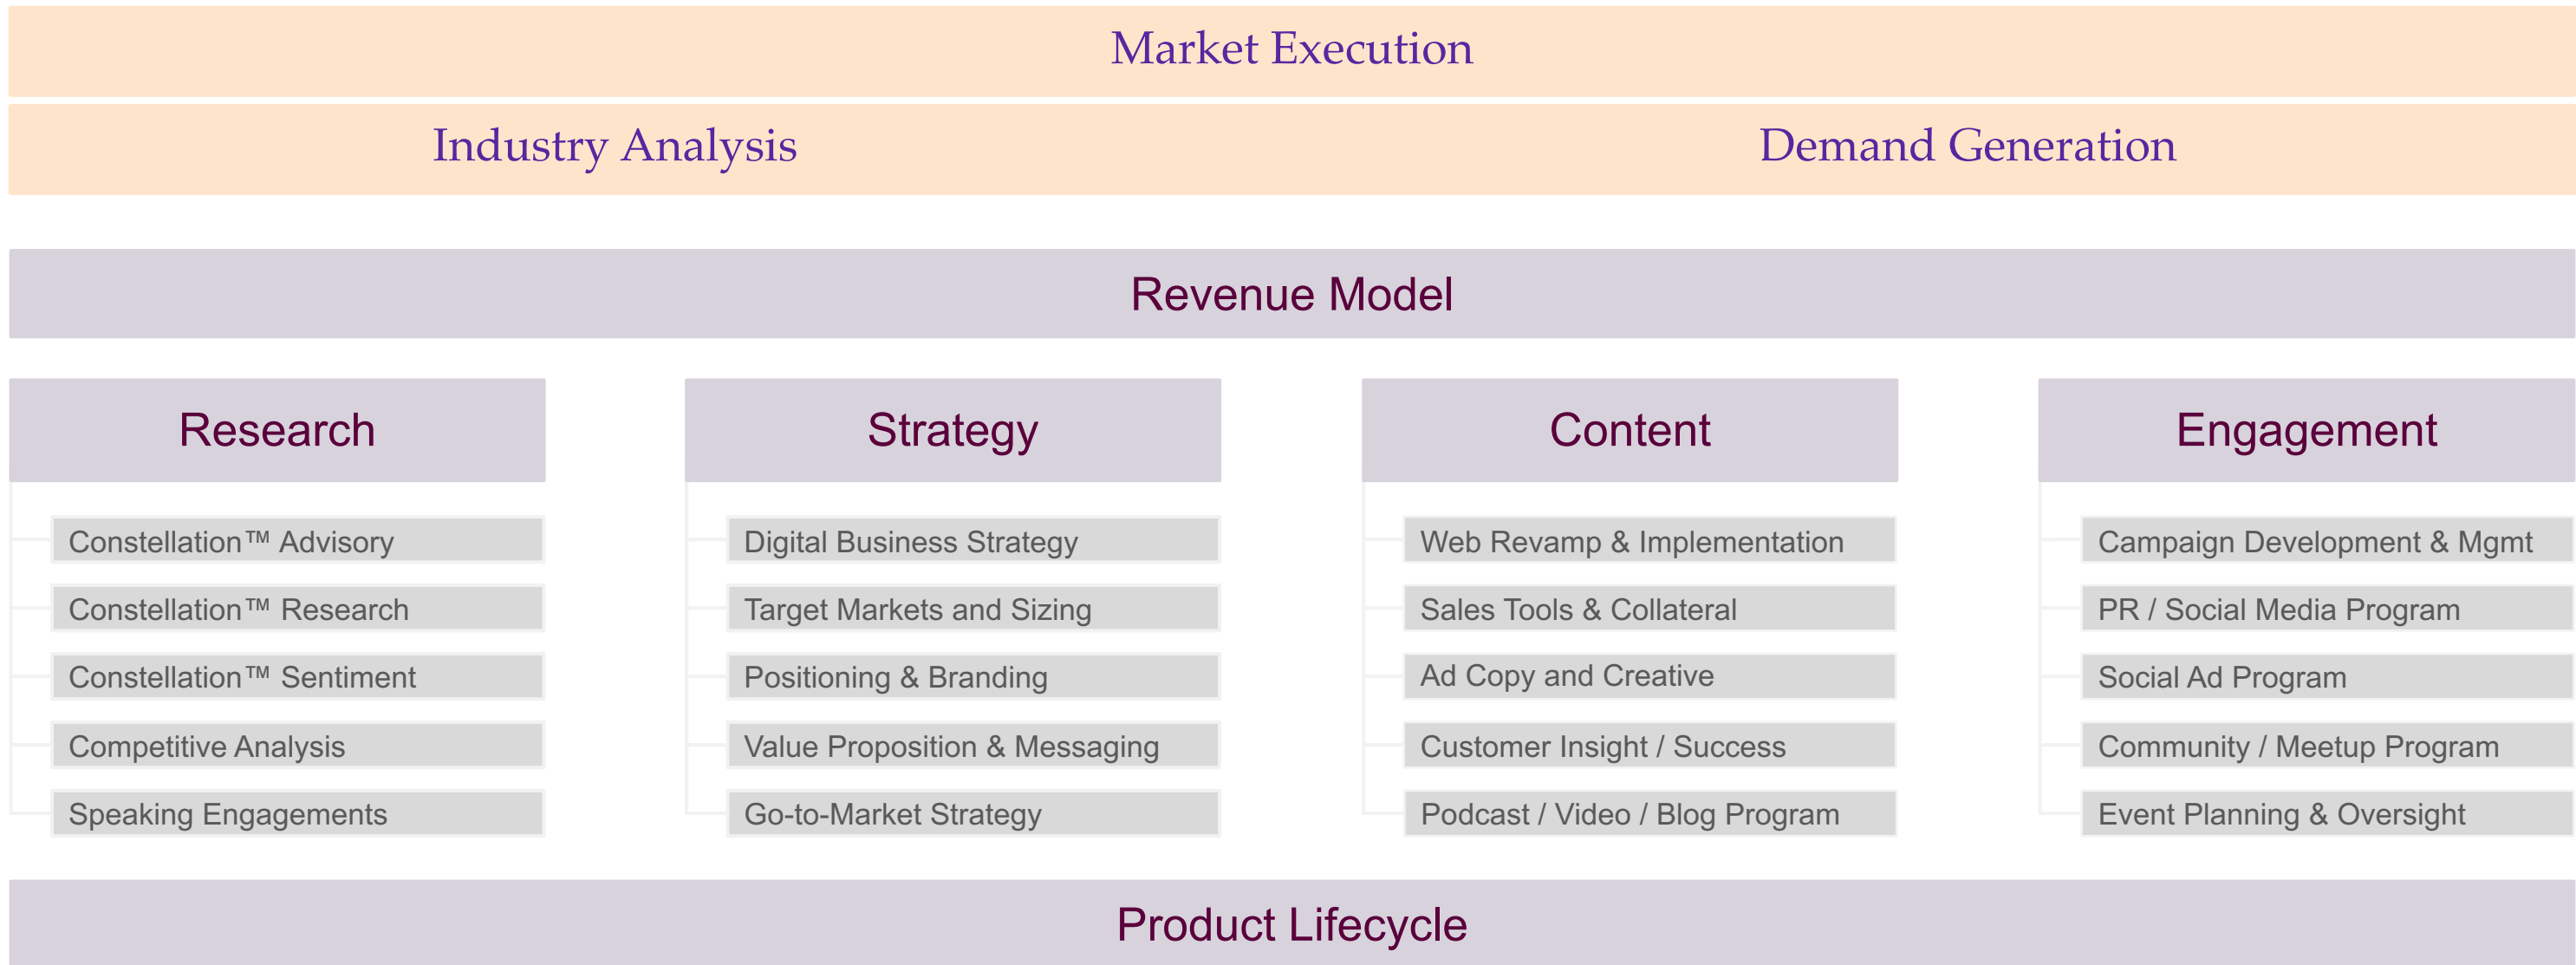 Market Execution
Industry Analysis
Demand Generation
Revenue Model
Research
Constellation™ Advisory
Constellation™ Research
Constellation™ Sentiment
Competitive Analysis
Speaking Engagements
Strategy
Digital Business Strategy
Target Markets and Sizing
Positioning & Branding
Value Proposition & Messaging
Go-to-Market Strategy
Content
Web Revamp & Implementation
Sales Tools & Collateral
Ad Copy and Creative
Customer Insight / Success
Podcast / Video / Blog Program
Engagement
Campaign Development & Mgmt
PR / Social Media Program
Social Ad Program
Community / Meetup Program
Event Planning & Oversight
Product Lifecycle